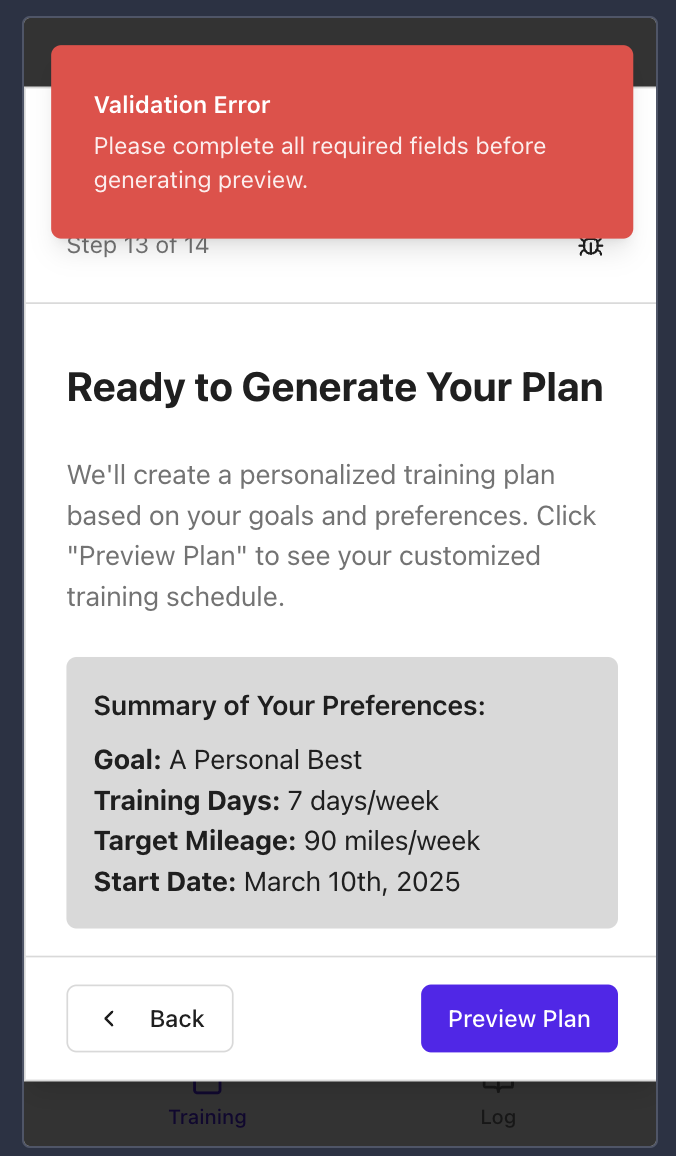 Validation Error
Please complete all required fields before
generating preview.
Step 13 of 14
Ready to Generate Your Plan
We'll create a personalized training plan
based on your goals and preferences. Click
"Preview Plan" to see your customized
training schedule.
Summary of Your Preferences:
Goal: A Personal Best
Training Days: 7 days/week
Target Mileage: 90 miles/week
Start Date: March 10th, 2025
Back
Preview Plan
Training
Log